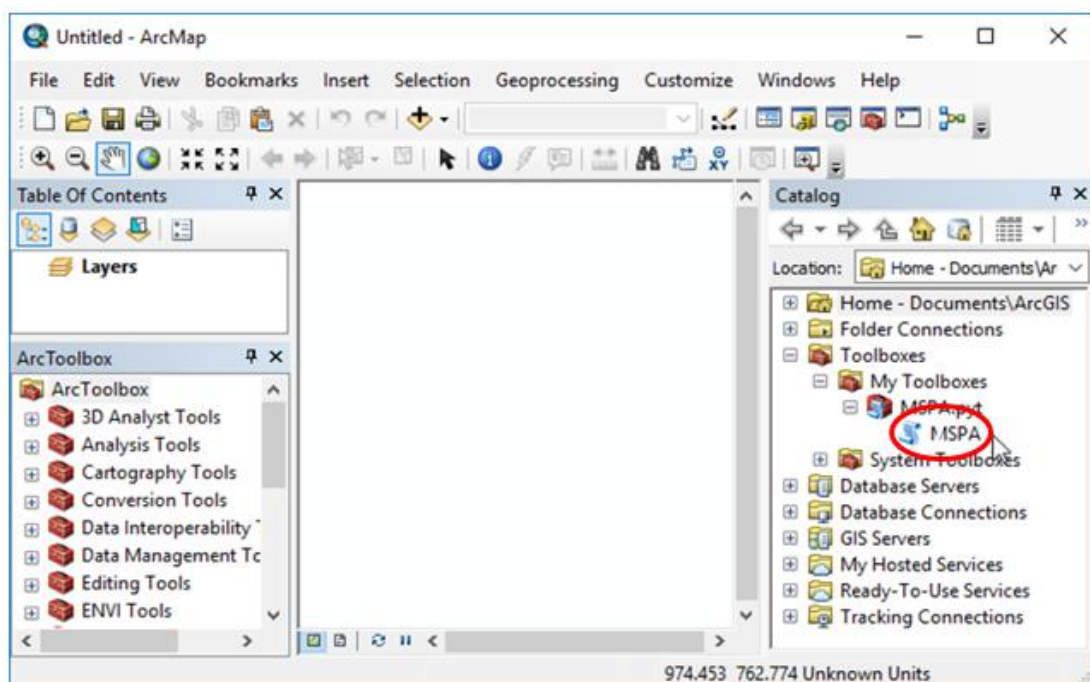 Untitled - ArcMap
File Edit View Bookmarks Insert Selection Geoprocessing Customize Windows Help
Table Of Contents
Layers
ArcToolbox
ArcToolbox
3D Analyst Tools
Analysis Tools
Cartography Tools
Conversion Tools
Data Interoperability
Data Management To
Editing Tools
ENVI Tools
XY
Catalog
Location: Home - Documents\Ar
Home - Documents\ArcGIS
Folder Connections
Toolboxes
My Toolboxes
MSPA.pyt
MSPA
System Toolboxes
Database Servers
Database Connections
GIS Servers
My Hosted Services
Ready-To-Use Services
Tracking Connections
974.453 762.774 Unknown Units